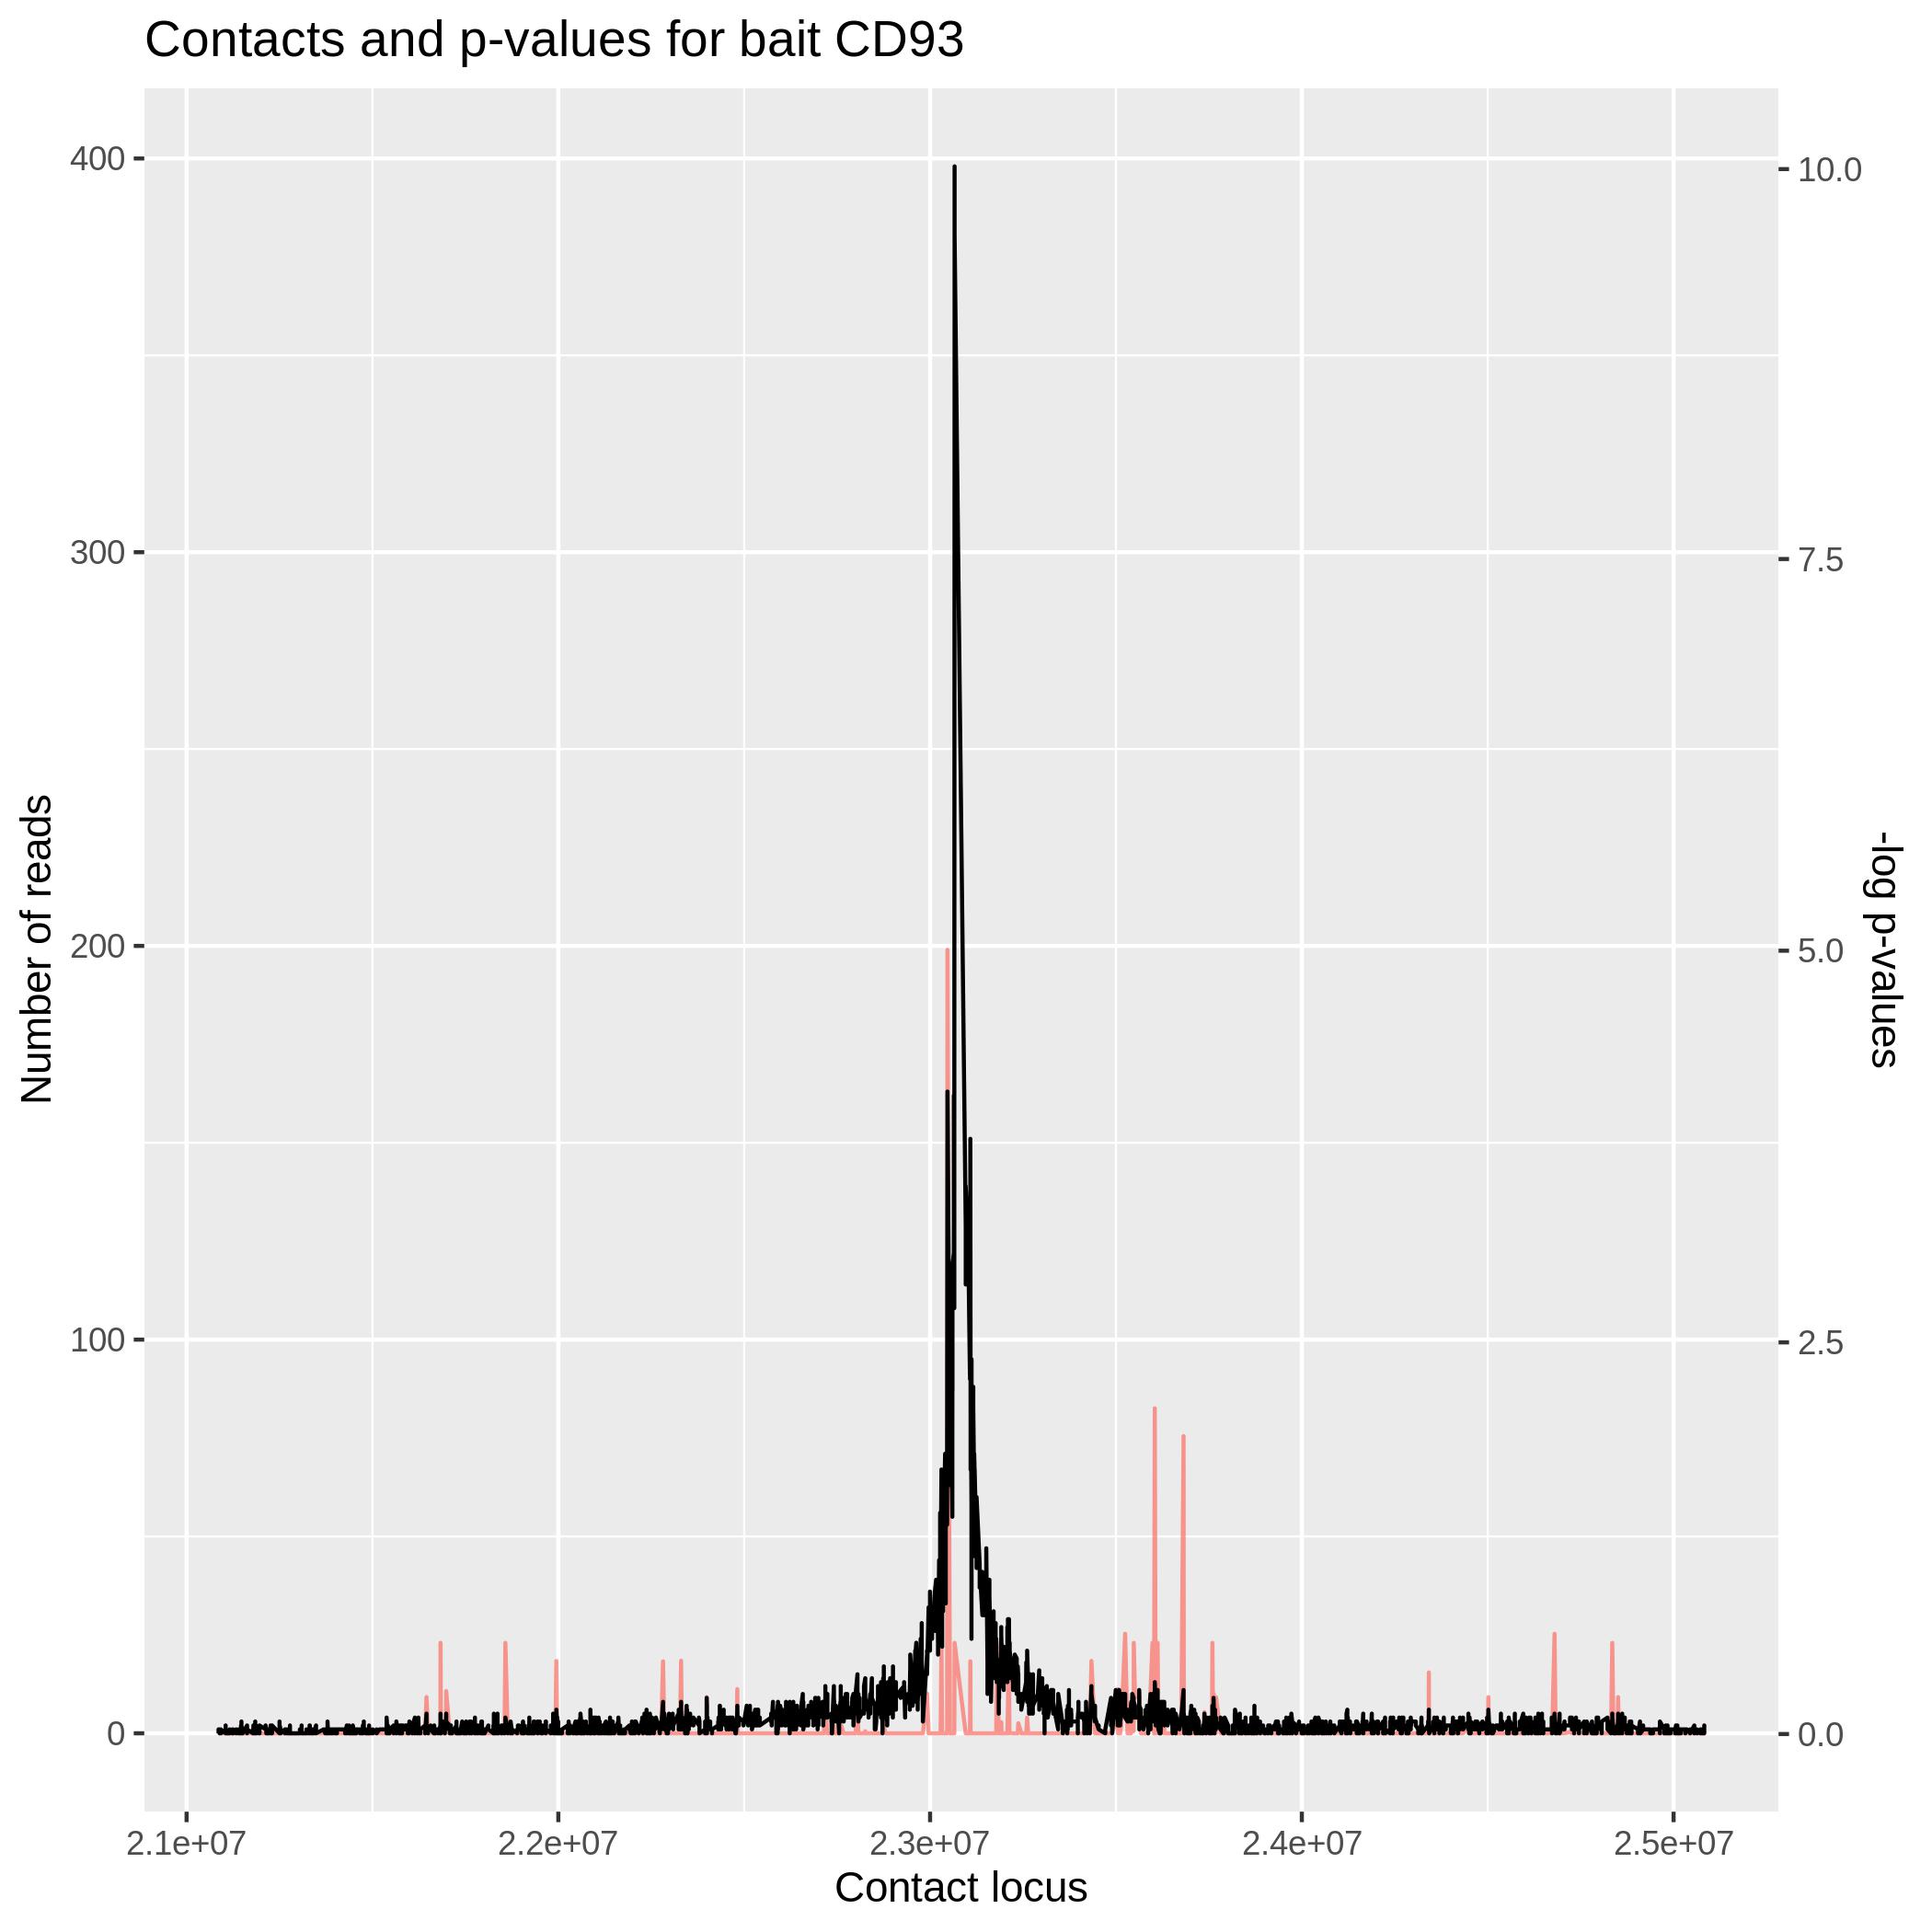 Contacts and p-values for bait CD93
400
300
200
100
0
Number of reads
10.0
7.5
5.0
2.5
0.0
-log p-values
2.1e+07 2.2e+07 2.3e+07 2.4e+07 2.5e+07
Contact locus